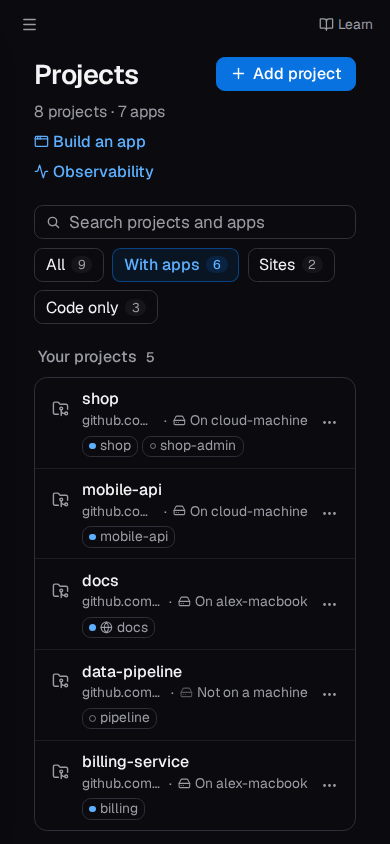 Learn
Projects
Add project
8 projects · 7 apps
Build an app
Observability
Search projects and apps
All 9
With apps 6
Sites 2
Code only 3
Your projects 5
shop
github.co... · On cloud-machine
shop
shop-admin
mobile-api
github.co... · On cloud-machine
mobile-api
docs
github.com... · On alex-macbook
docs
data-pipeline
github.com... · Not on a machine
pipeline
billing-service
github.com... · On alex-macbook
billing